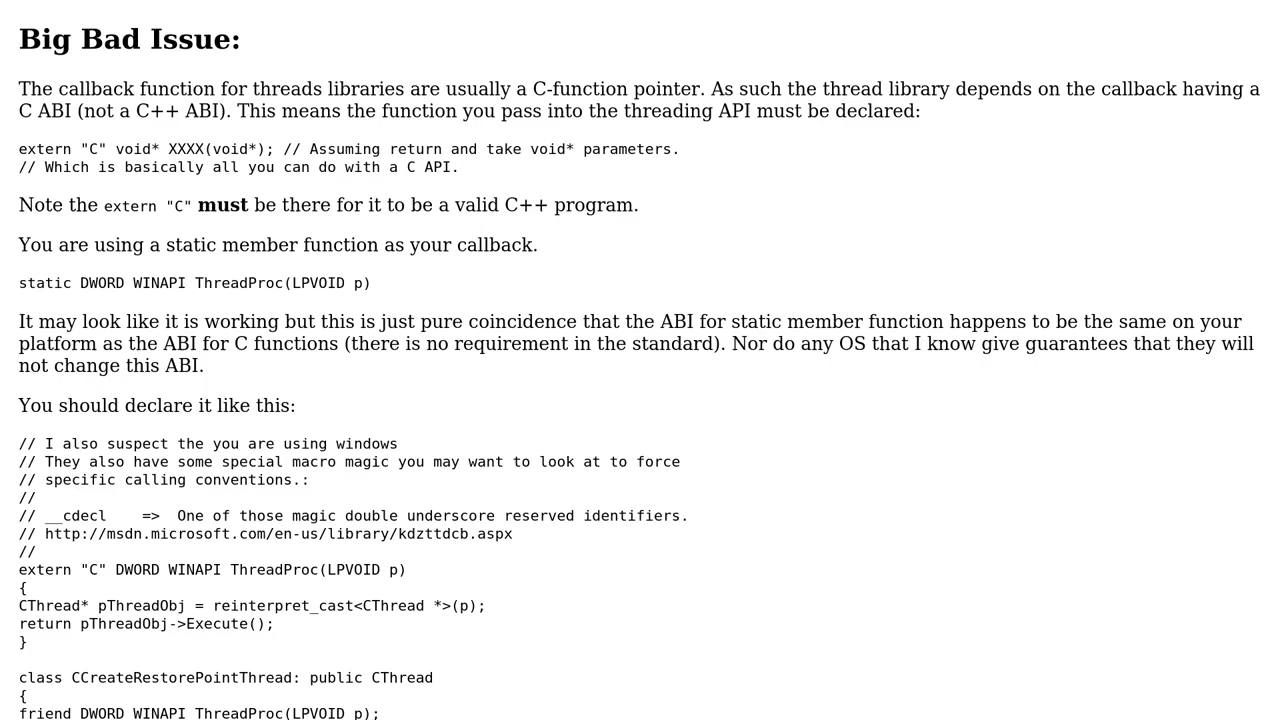 Big Bad Issue:
The callback function for threads libraries are usually a C-function pointer. As such the thread library depends on the callback having a
C ABI (not a C++ ABI). This means the function you pass into the threading API must be declared:
extern "C" void* XXXX(void*); // Assuming return and take void* parameters.
// Which is basically all you can do with a C API.
Note the extern "C" must be there for it to be a valid C++ program.
You are using a static member function as your callback.
static DWORD WINAPI ThreadProc(LPVOID p)
It may look like it is working but this is just pure coincidence that the ABI for static member function happens to be the same on your
platform as the ABI for C functions (there is no requirement in the standard). Nor do any OS that I know give guarantees that they will
not change this ABI.
You should declare it like this:
// I also suspect the you are using windows
// They also have some special macro magic you may want to look at to force
// specific calling conventions.:
//
// __cdecl    =>  One of those magic double underscore reserved identifiers.
// http://msdn.microsoft.com/en-us/library/kdzttdcb.aspx
//
extern "C" DWORD WINAPI ThreadProc(LPVOID p)
{
CThread* pThreadObj = reinterpret_cast<CThread *>(p);
return pThreadObj->Execute();
}
class CCreateRestorePointThread: public CThread
{
friend DWORD WINAPI ThreadProc(LPVOID p);